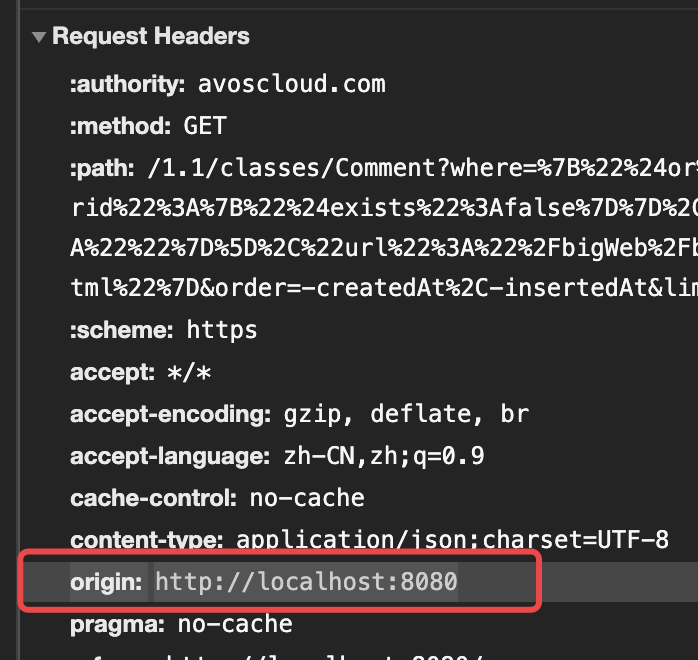 Request Headers
:authority: avoscloud.com
:method: GET
:path: /1.1/classes/Comment?where=%7B%22%24or%
rid%22%3A%7B%22%24exists%22%3Afalse%7D%7D%2C
A%22%22%7D%5D%2C%22url%22%3A%22%2FbigWeb%2Fb
tml%22%7D&order=-createdAt%2C-insertedAt&lim
:scheme: https
accept: */*
accept-encoding: gzip, deflate, br
accept-language: zh-CN,zh;q=0.9
cache-control: no-cache
content-type: application/json;charset=UTF-8
origin: http://localhost:8080
pragma: no-cache